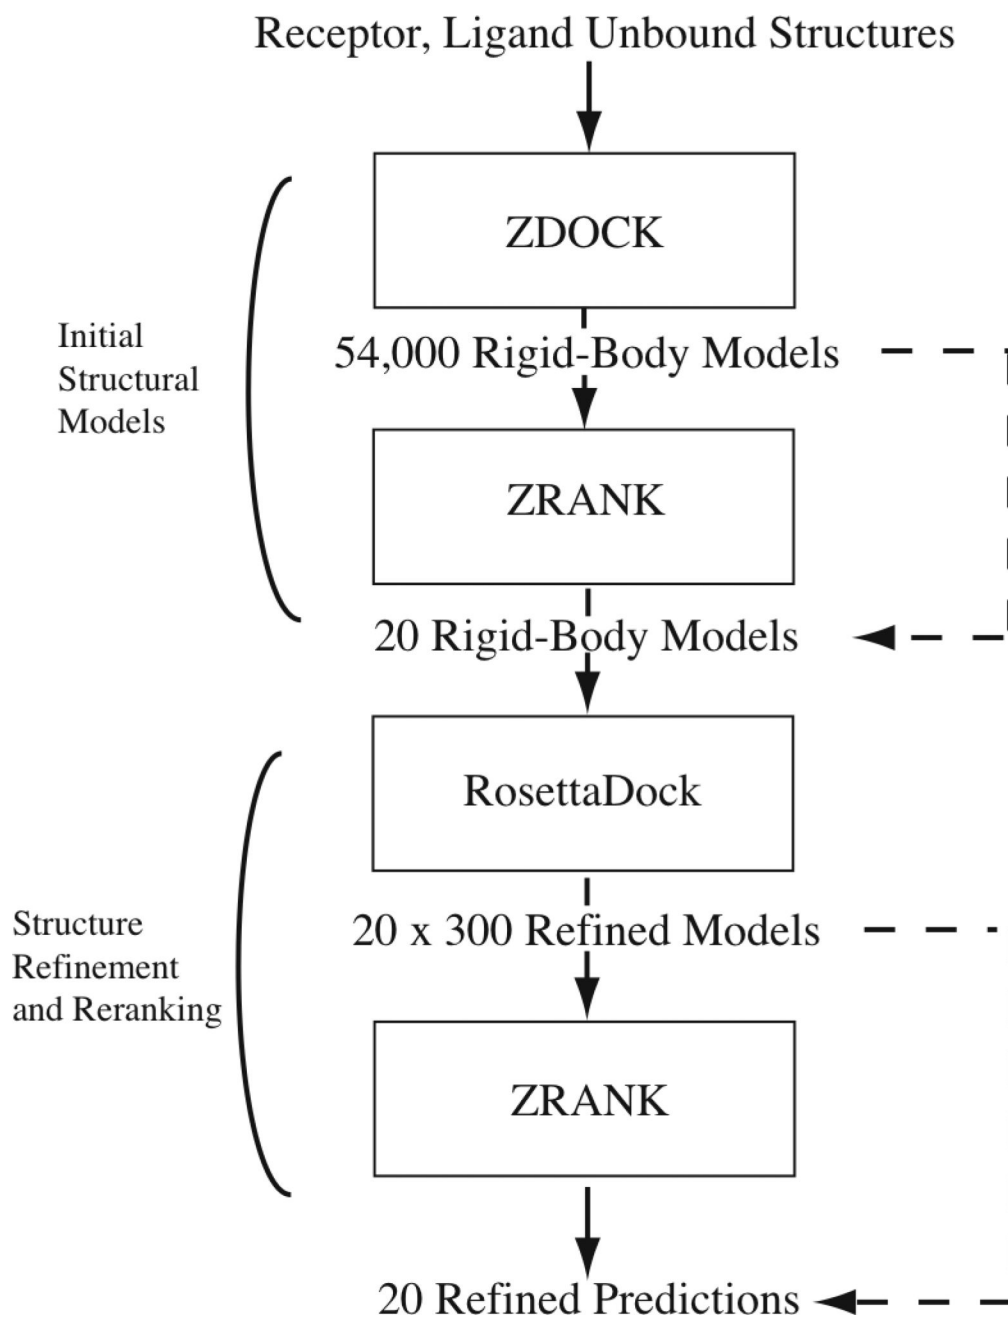 Receptor, Ligand Unbound Structures
ZDOCK
Initial
Structural
Models
54,000 Rigid-Body Models
ZRANK
20 Rigid-Body Models
RosettaDock
Structure
Refinement
and Reranking
20 x 300 Refined Models
ZRANK
20 Refined Predictions